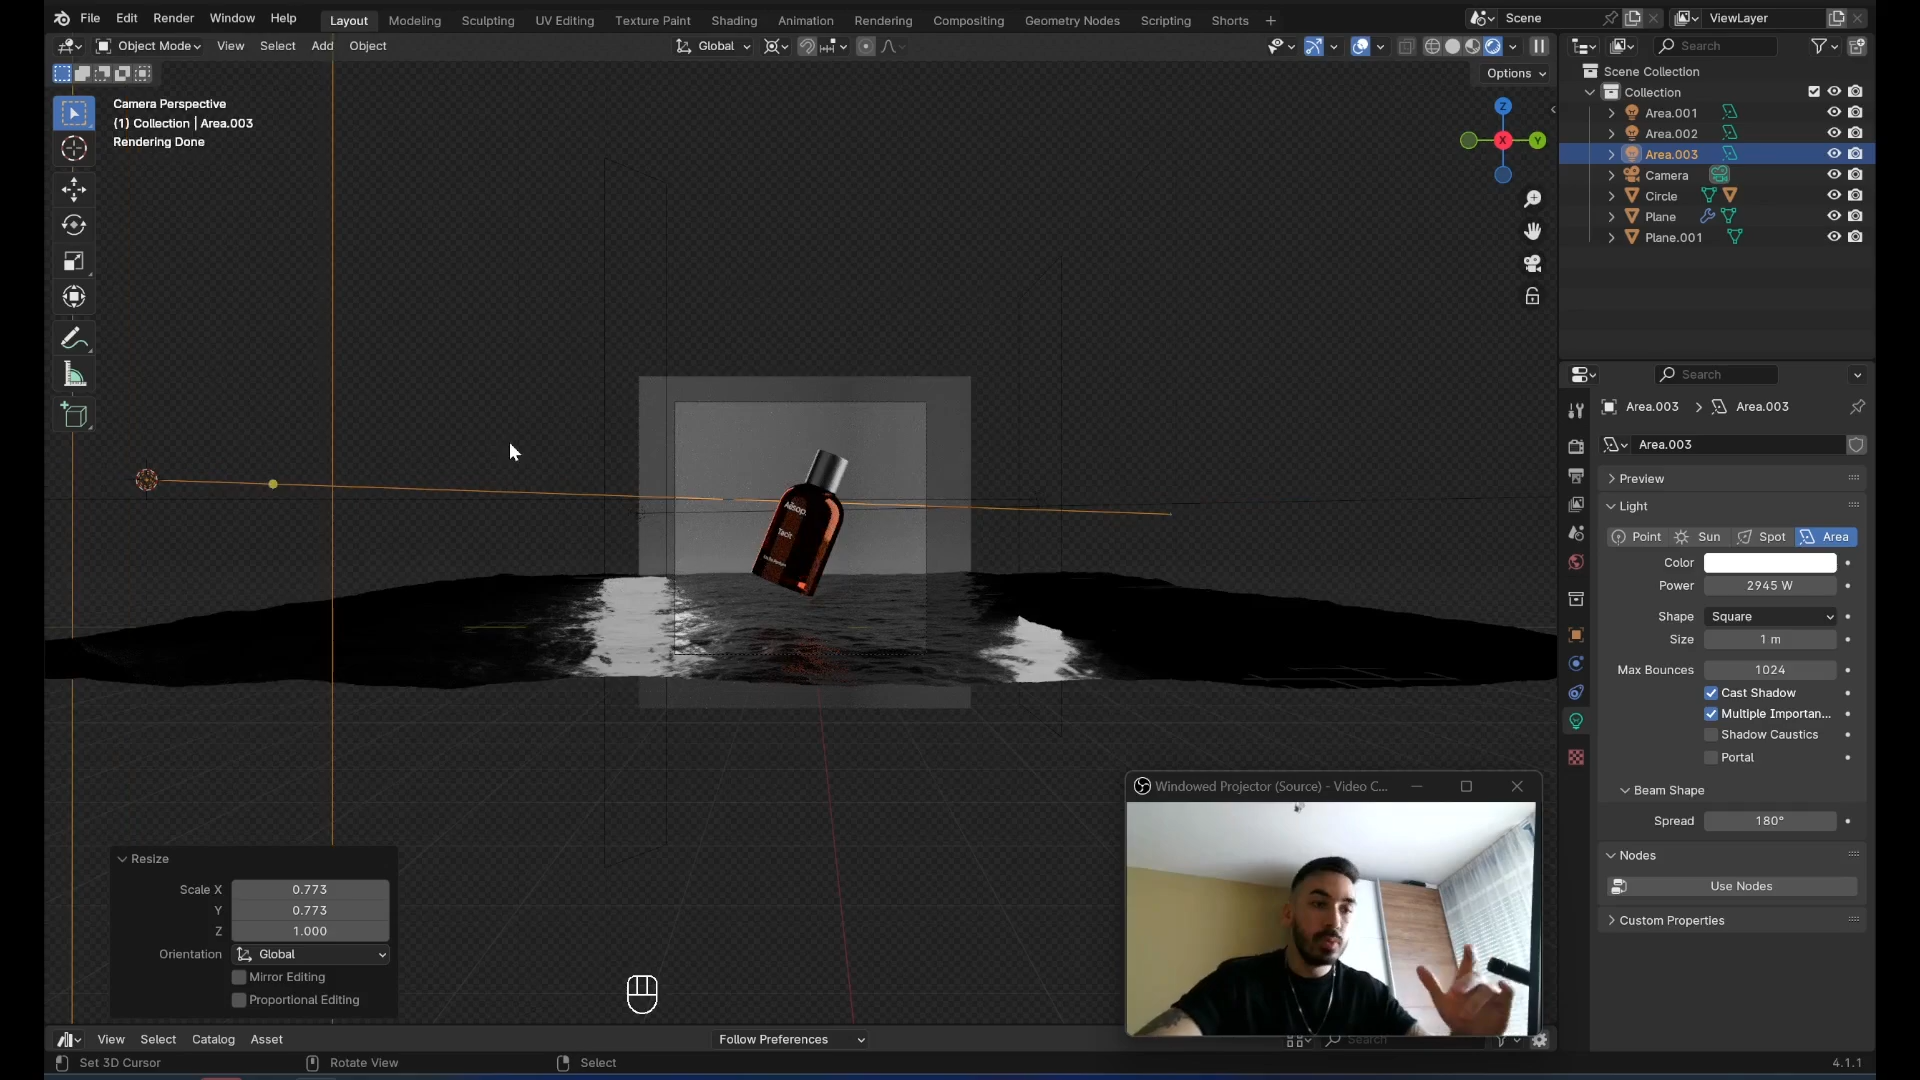 File Edit Render Window Help Layout Modeling Sculpting UV Editing Texture Paint Shading Animation Rendering Compositing Geometry Nodes Scripting Shorts + Scene ViewLayer
Object Mode View Select Add Object Global Search
Options
Scene Collection
Collection
Camera Perspective
(1) Collection | Area.003
Rendering Done
Z
X
Y
Area.001
Area.002
Area.003
Camera
Circle
Plane
Plane.001
Search
Area.003 > Area.003
Area.003
Preview
Light
Point Sun Spot Area
Color
Power 2945 W
Shape Square
Size 1 m
Max Bounces 1024
Cast Shadow
Multiple Importan...
Shadow Caustics
Portal
Beam Shape
Spread 180°
Nodes
Use Nodes
Custom Properties
Aēsop.
Tacit
Windowed Projector (Source) - Video C...
Resize
Scale X 0.773
Y 0.773
Z 1.000
Orientation Global
Mirror Editing
Proportional Editing
View Select Catalog Asset Follow Preferences Search
Set 3D Cursor Rotate View Select 4.1.1